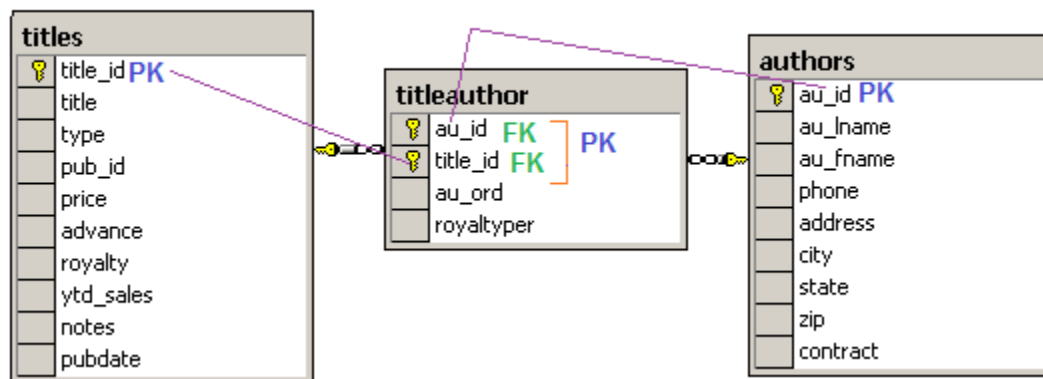 titles
title_id PK
title
type
pub_id
price
advance
royalty
ytd_sales
notes
pubdate
titleauthor
au_id FK
title_id FK
PK
au_ord
royaltyper
authors
au_id PK
au_lname
au_fname
phone
address
city
state
zip
contract